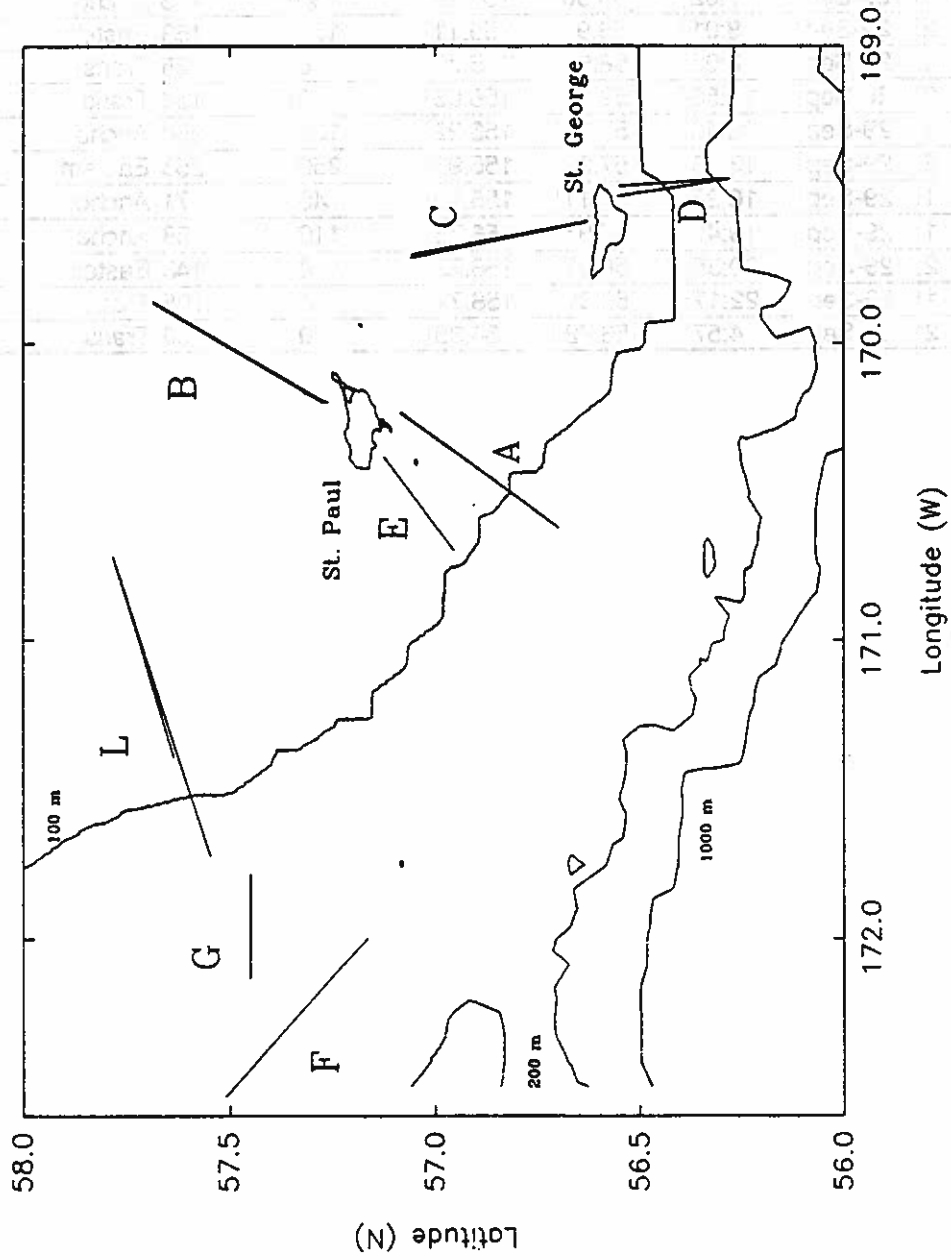 58.0
57.5
57.0
56.5
56.0
Latitude (N)
100 m
L
B
G
F
St. Paul
E
C
A
200 m
St. George
D
1000 m
172.0
171.0
170.0
169.0
Longitude (W)